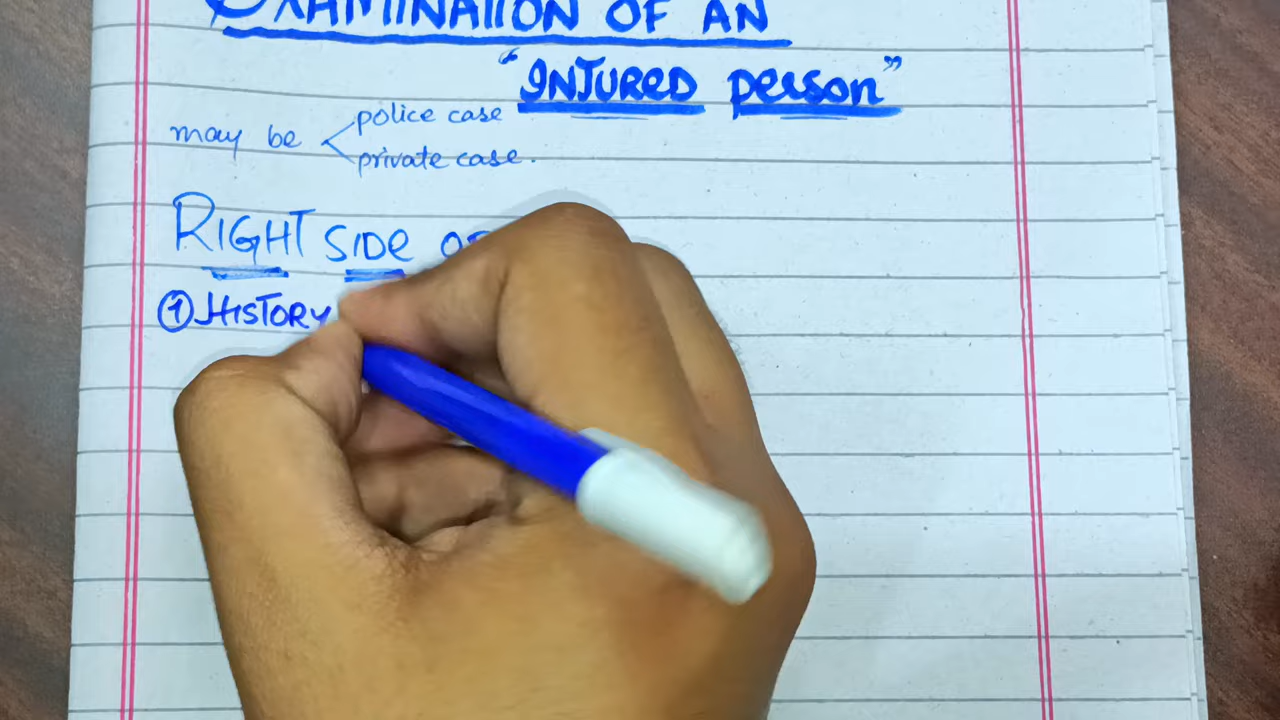 EXAMINATION OF AN
"INJURED person"
may be
police case
private case.
RIGHT SIDE
① HISTORY